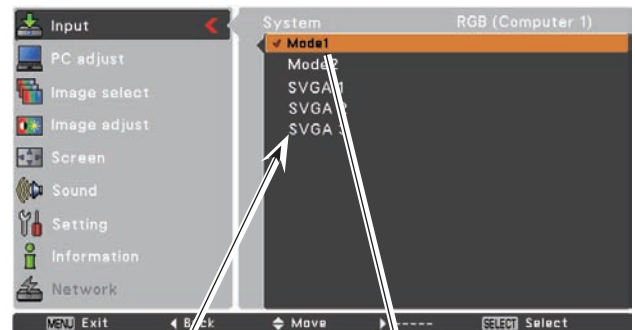 Input
PC adjust
Image select
Image adjust
Screen
Sound
Setting
Information
Network
System RGB (Computer 1)
Mode1
Mode2
SVGA 1
SVGA 2
SVGA 3
MENU Exit Back Move ----- SELECT Select